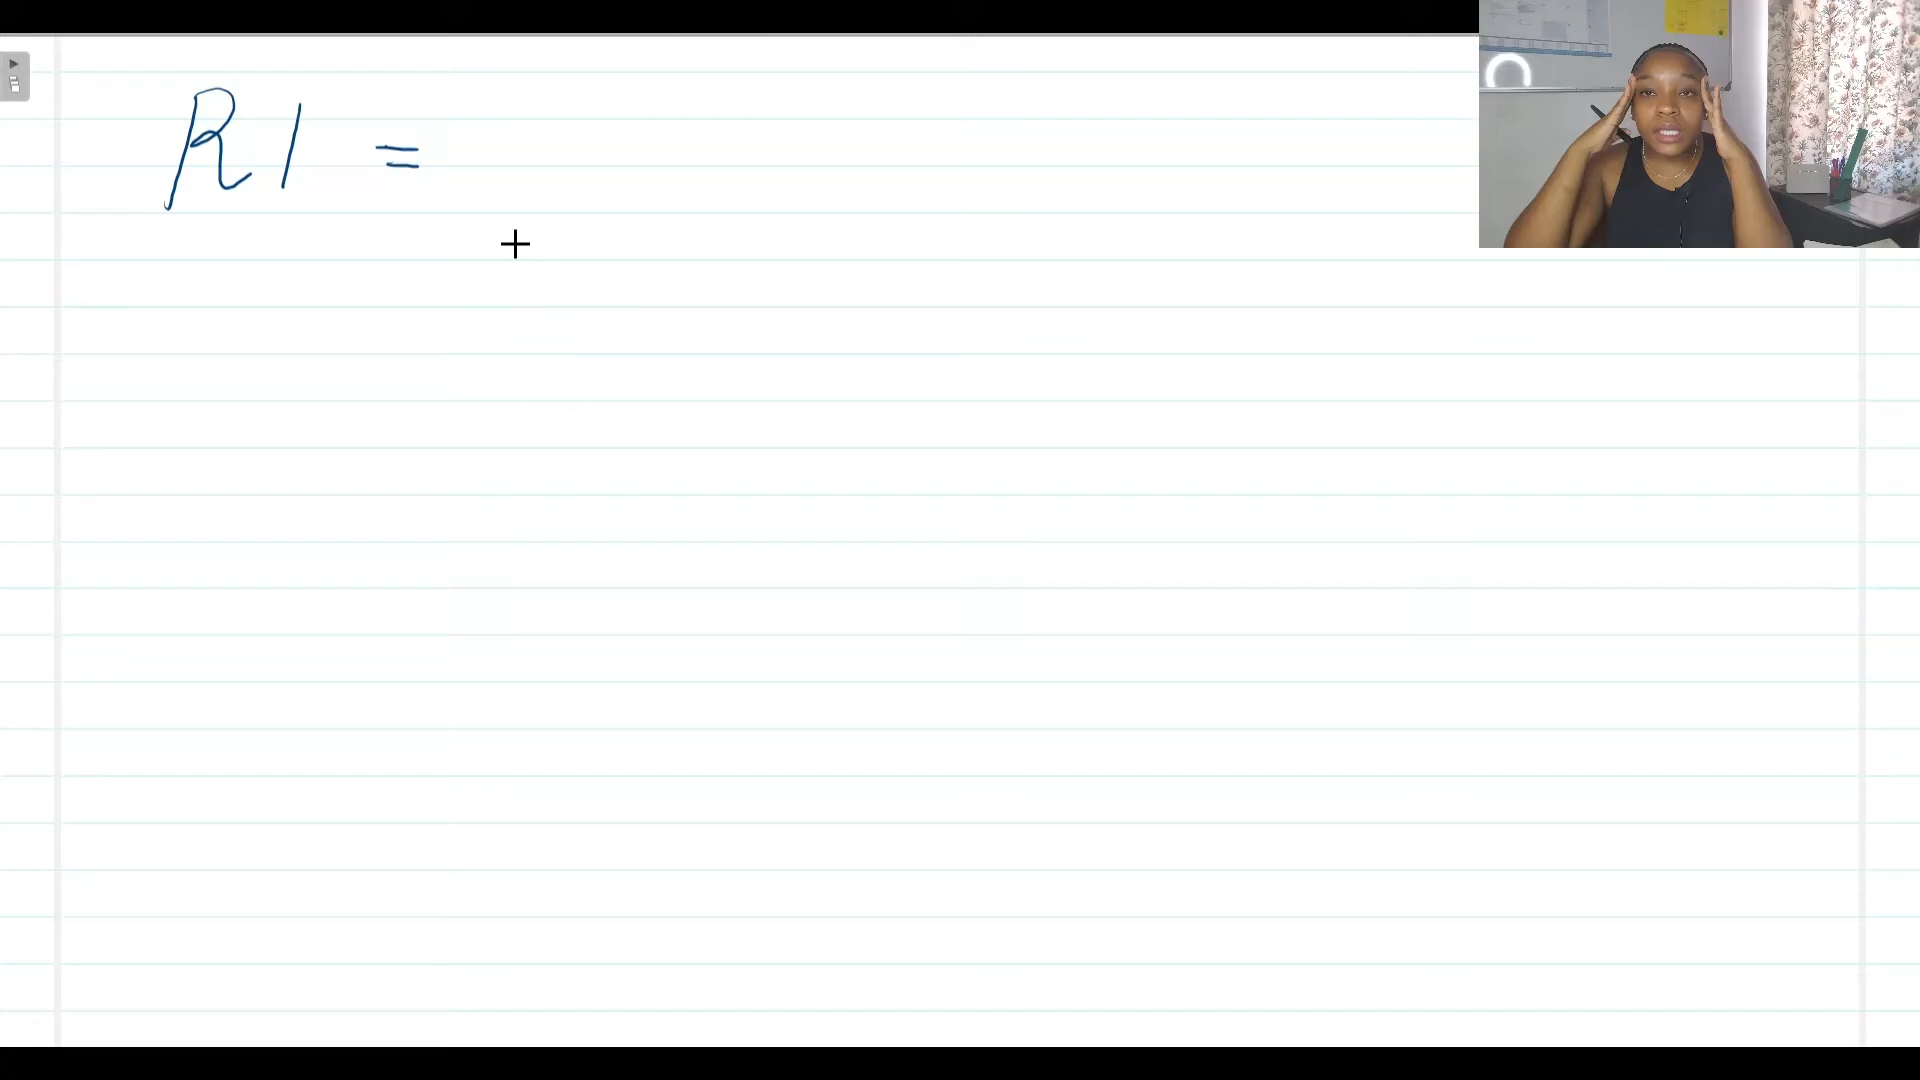 R1 =